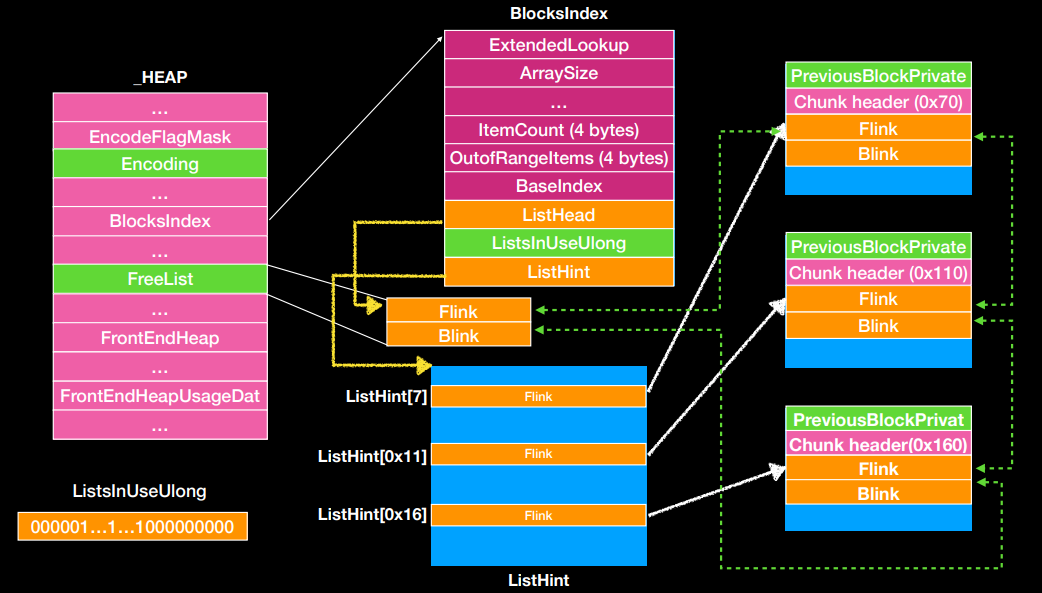 BlocksIndex
ExtendedLookup
ArraySize
...
ItemCount (4 bytes)
OutofRangeItems (4 bytes)
BaseIndex
ListHead
ListsInUseUlong
ListHint
_HEAP
...
EncodeFlagMask
Encoding
...
BlocksIndex
...
FreeList
...
FrontEndHeap
...
FrontEndHeapUsageDat
...
Flink
Blink
ListHint[7]
Flink
ListHint[0x11]
Flink
ListHint[0x16]
Flink
ListHint
PreviousBlockPrivate
Chunk header (0x70)
Flink
Blink
PreviousBlockPrivate
Chunk header (0x110)
Flink
Blink
PreviousBlockPrivat
Chunk header(0x160)
Flink
Blink
ListsInUseUlong
000001...1...1000000000